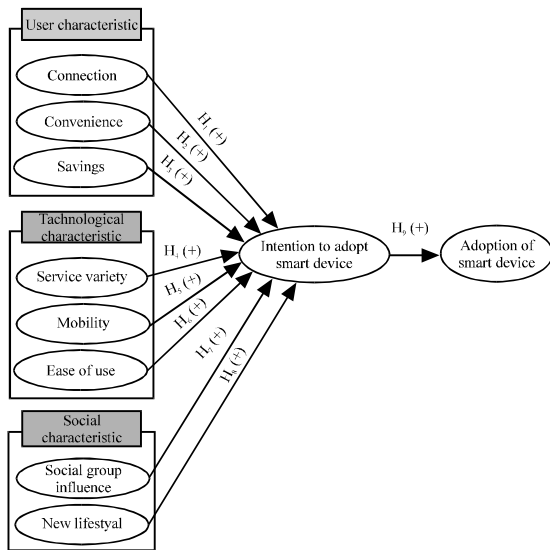 User characteristic
Connection
Convenience
Savings
H₁ (+)
H₂ (+)
H₃ (+)
Tachnological
characteristic
Service variety
Mobility
Ease of use
H₄ (+)
H₅ (+)
H₆ (+)
Intention to adopt
smart device
H₉ (+)
Adoption of
smart device
Social
characteristic
Social group
influence
New lifestyal
H₇ (+)
H₈ (+)